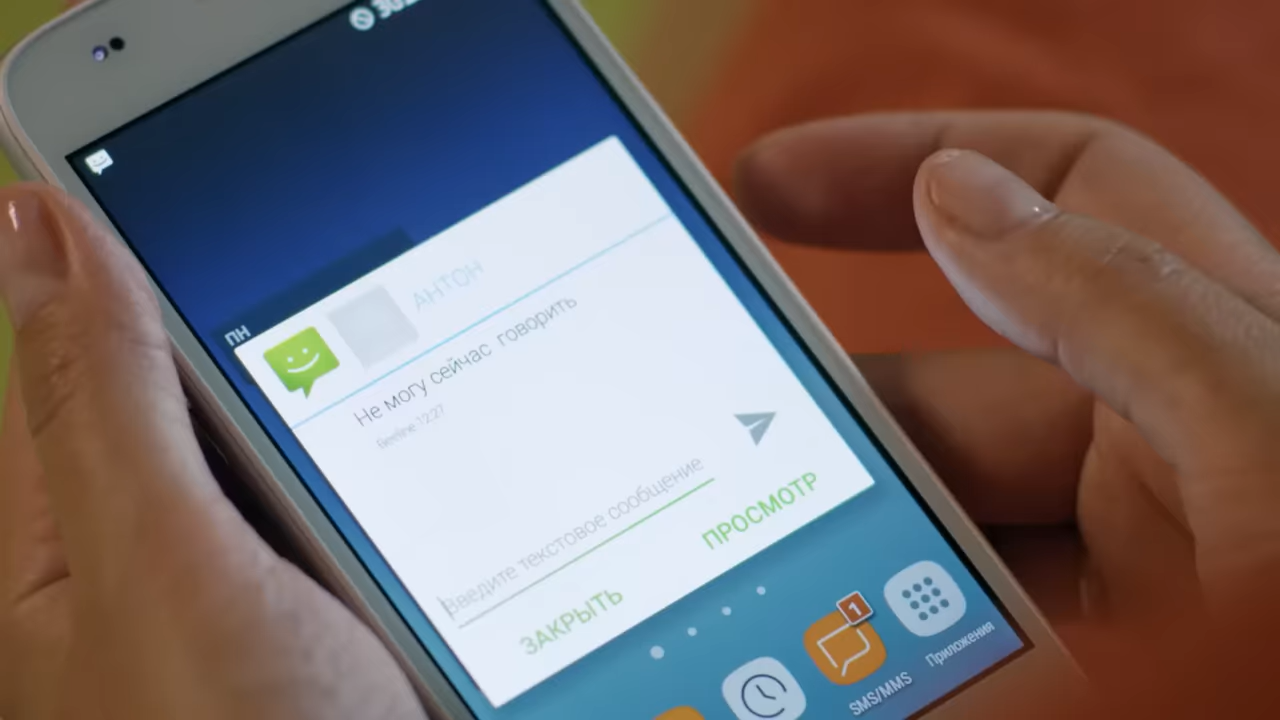 ПН
АНТОН
Не могу сейчас говорить
Beeline 12:27
Введите текстовое сообщение
ЗАКРЫТЬ
ПРОСМОТР
1
SMS/MMS
Приложения